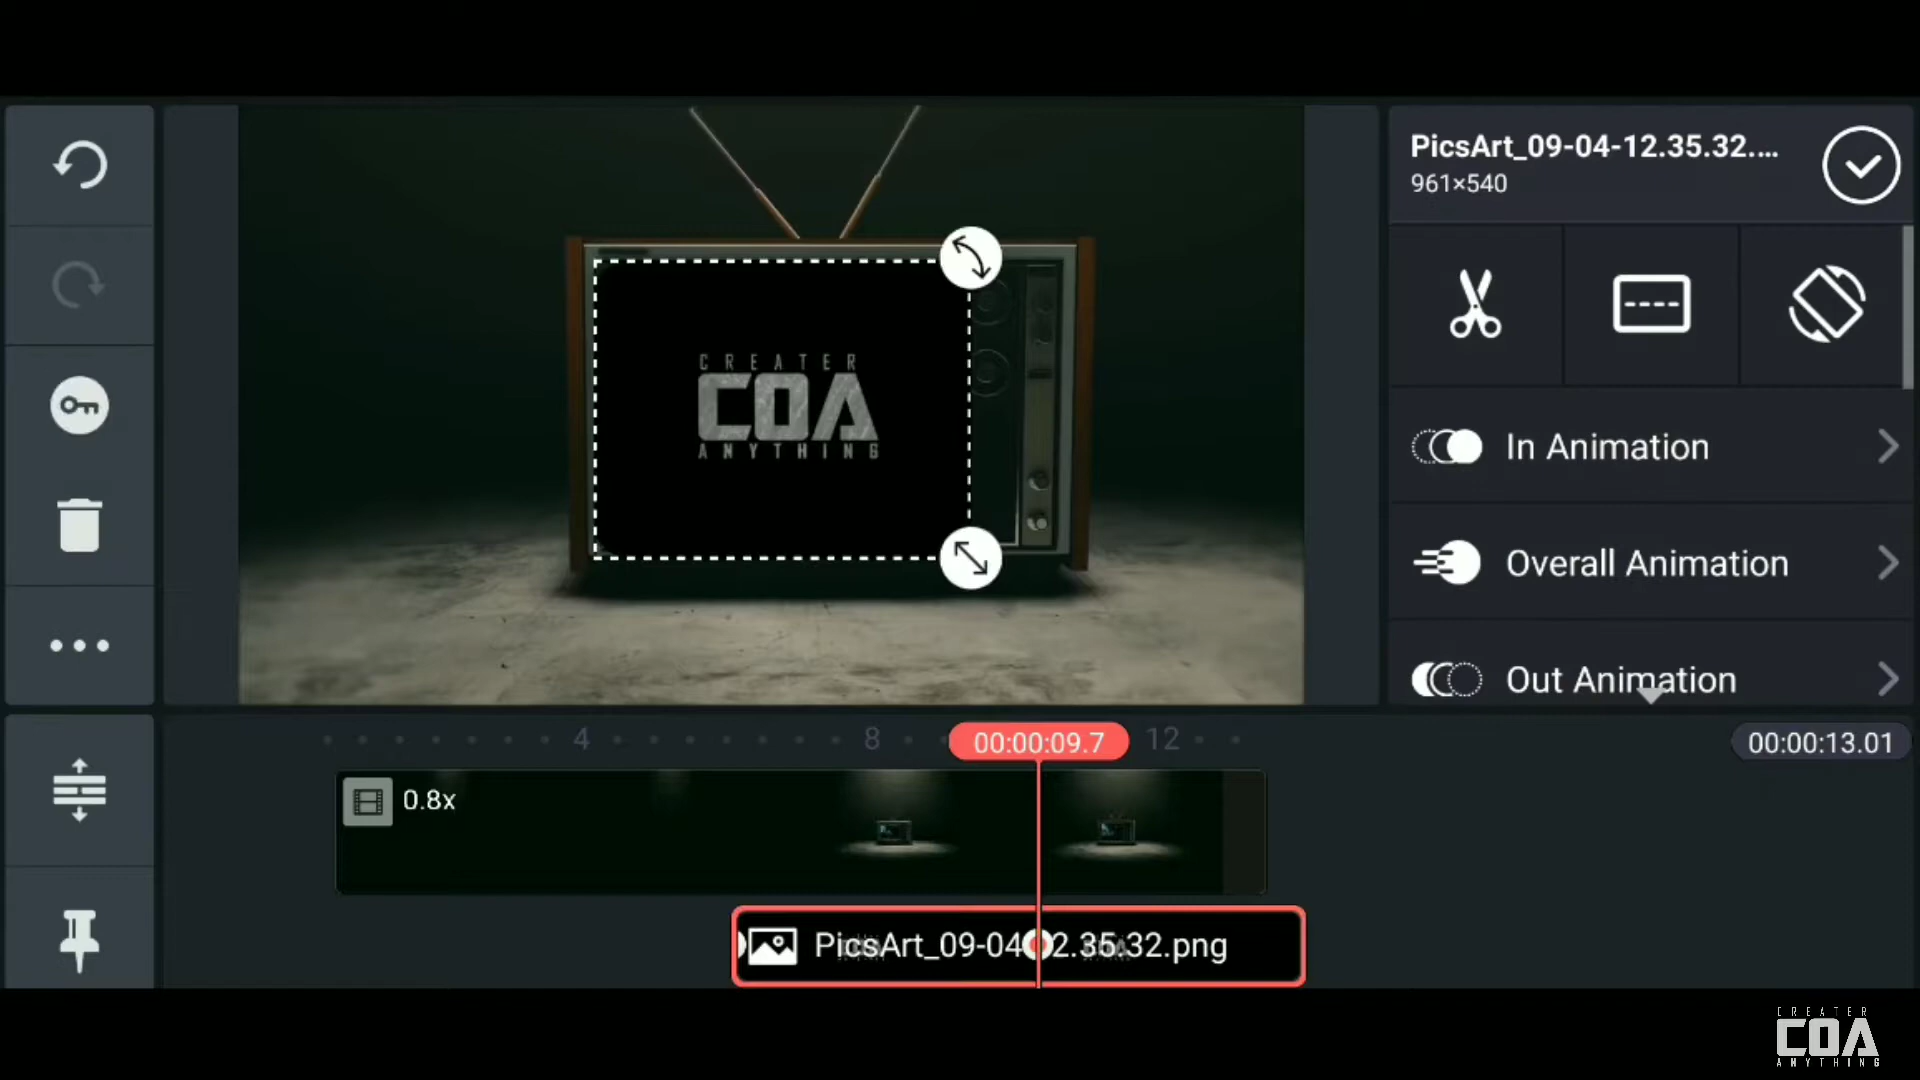 PicsArt_09-04-12.35.32....
961×540
CREATER
COA
ANYTHING
In Animation
Overall Animation
Out Animation
4
8
00:00:09.7
12
00:00:13.01
0.8x
PicsArt_09-04 2.35.32.png
CREATER
COA
ANYTHING